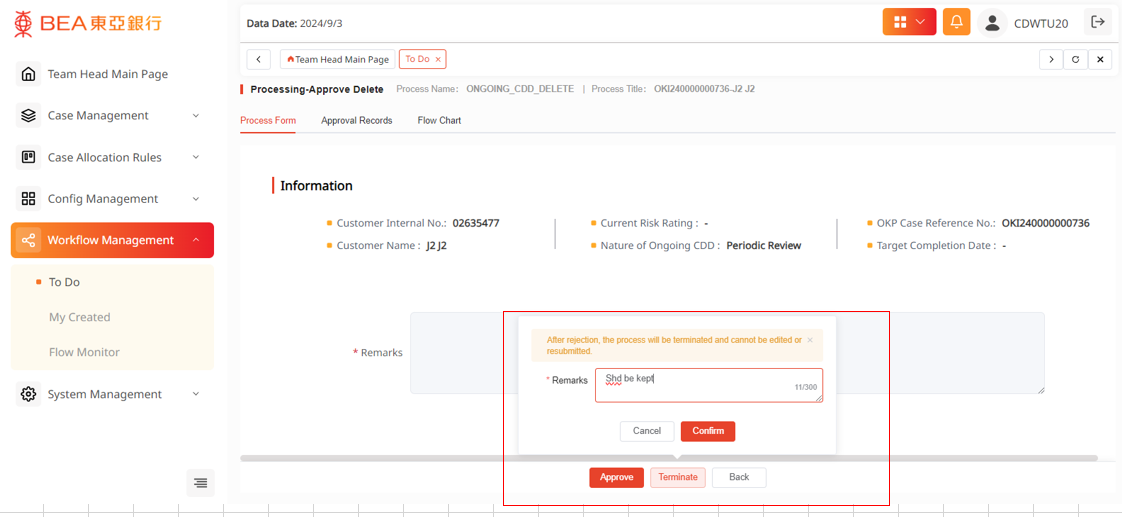 BEA東亞銀行
Data Date: 2024/9/3
CDWTU20
Team Head Main Page
To Do ×
Team Head Main Page
Case Management
Case Allocation Rules
Config Management
Workflow Management
To Do
My Created
Flow Monitor
System Management
Processing-Approve Delete Process Name: ONGOING_CDD_DELETE | Process Title: OKI240000000736-J2 J2
Process Form Approval Records Flow Chart
Information
Customer Internal No.: 02635477 Current Risk Rating : - OKP Case Reference No.: OKI240000000736
Customer Name : J2 J2 Nature of Ongoing CDD : Periodic Review Target Completion Date : -
* Remarks
After rejection, the process will be terminated and cannot be edited or
resubmitted.
* Remarks Shd be kept
11/300
Cancel Confirm
Approve Terminate Back